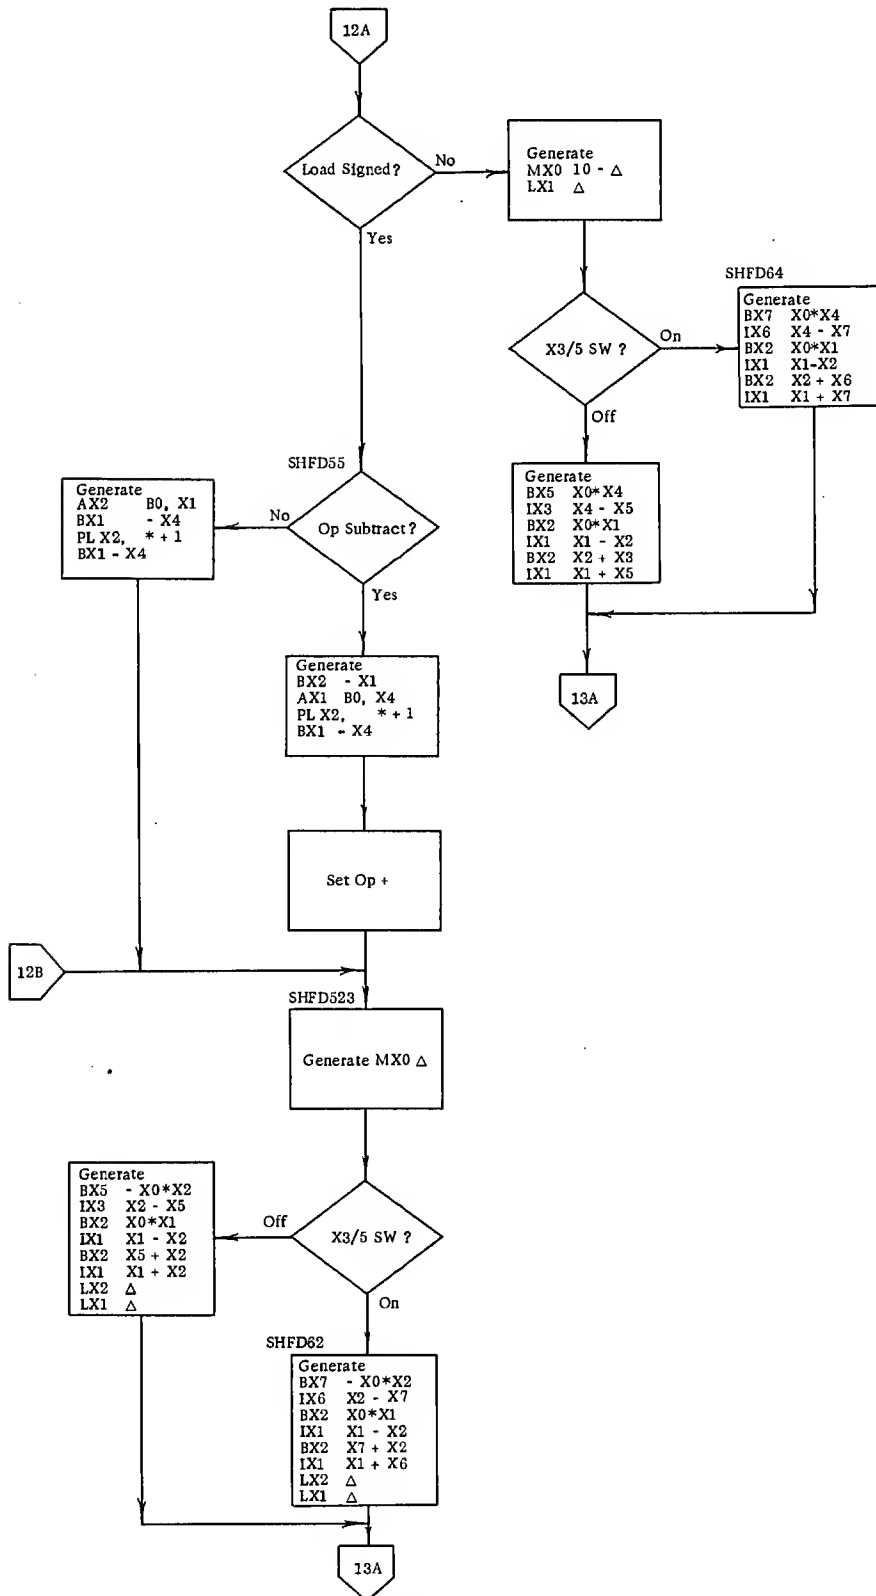 12A
Load Signed?
No
Yes
Generate
MX0 10 - Δ
LX1 Δ
X3/5 SW ?
On
Off
SHFD64
Generate
BX7 X0*X4
IX6 X4 - X7
BX2 X0*X1
IX1 X1-X2
BX2 X2 + X6
IX1 X1 + X7
Generate
BX5 X0*X4
IX3 X4 - X5
BX2 X0*X1
IX1 X1 - X2
BX2 X2 + X3
IX1 X1 + X5
13A
SHFD55
Op Subtract?
No
Yes
Generate
AX2 B0, X1
BX1 - X4
PL X2, * + 1
BX1 - X4
Generate
BX2 - X1
AX1 B0, X4
PL X2, * + 1
BX1 - X4
Set Op +
12B
SHFD523
Generate MX0 Δ
X3/5 SW ?
Off
On
Generate
BX5 - X0*X2
IX3 X2 - X5
BX2 X0*X1
IX1 X1 - X2
BX2 X5 + X2
IX1 X1 + X2
LX2 Δ
LX1 Δ
SHFD62
Generate
BX7 - X0*X2
IX6 X2 - X7
BX2 X0*X1
IX1 X1 - X2
BX2 X7 + X2
IX1 X1 + X6
LX2 Δ
LX1 Δ
13A